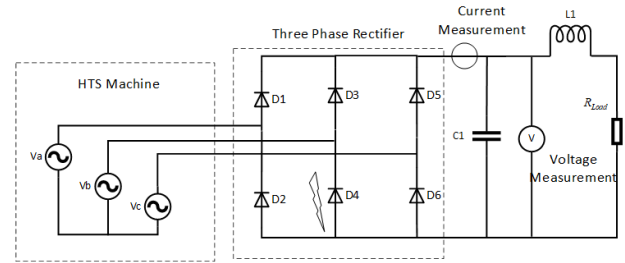 Current
Measurement
L1
Three Phase Rectifier
HTS Machine
D1
D3
D5
R_Load
C1
V
Va
Voltage
Measurement
Vb
Vc
D2
D4
D6